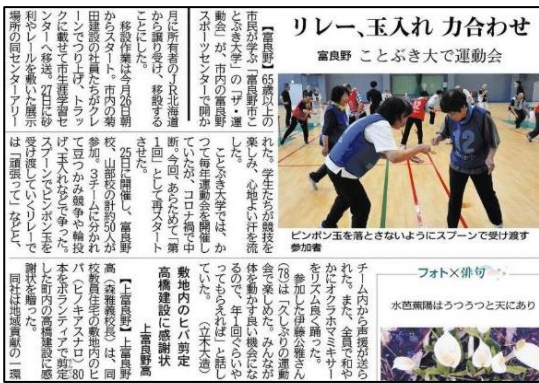 リレー、玉入れ 力合わせ
富良野 ことぶき大で運動会
【富良野】65歳以上の
市民が学ぶ「富良野市こ
とぶき大学」の「ザ・運
動会」が、市内の富良野
スポーツセンターで開か
れた。学生たちが競技を
楽しみ、心地よい汗を流
した。
ことぶき大学では、か
つて毎年運動会を開催し
ていたが、コロナ禍で中
断。今回、あらためて「第
1回」として再スタート
させた。
25日に開催し、富良野
校、山部校の計約50人が
参加。3チームに分かれ
て豆つかみ競争や輪投
げ、玉入れなどで争った。
スプーンでピンポン玉を
受け渡していくリレーで
は「頑張って」などと、
チーム内から声援が送ら
れた。また、全員で和や
かにオクラホマミキサー
をリズム良く踊った。
参加した伊藤公雅さん
(78)は「久しぶりの運動
会で楽しめた。みんなが
体を動かす良い機会にな
るので、年1回ぐらいや
ってもらえれば」と話し
ていた。 (立木大造)
ピンポン玉を落とさないようにスプーンで受け渡す
参加者
月に所有者のJR北海道
から譲り受け、移設する
ことにした。
移設作業は今月26日朝
からスタート。市内の菊
田建設の社員たちがクレ
ーンでつり上げ、トラッ
クに載せて市生涯学習セ
ンターへ移送。27日に砂
利やレールを敷いた展示
場所の同センターアリー
敷地内のヒバ剪定
高橋建設に感謝状
上富良野高
【上富良野】上富良野
高(森雅義校長)は、同
校教員住宅の敷地内のヒ
バ(ヒノキアスナロ)80
本をボランティアで剪定
した町内の高橋建設に感
謝状を贈った。
同社は地域貢献の一環
フォト×俳句
水芭蕉陽はうつうつと天にあり